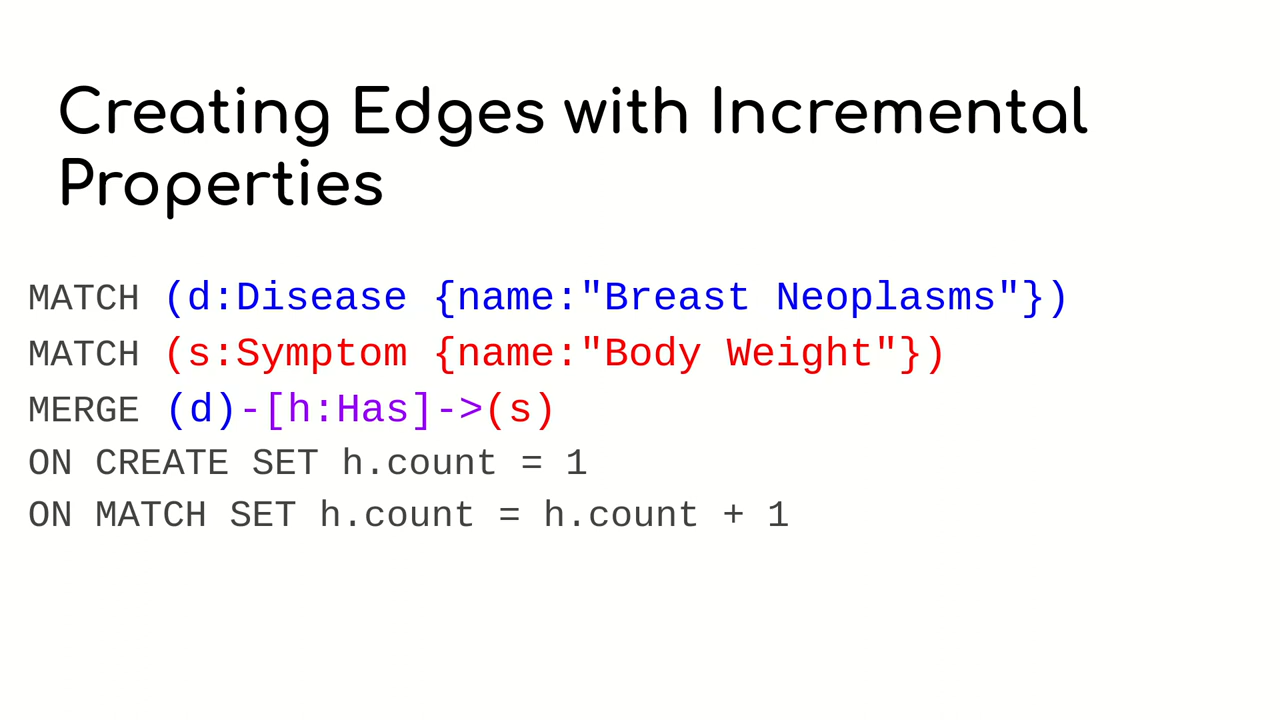 Creating Edges with Incremental
Properties
MATCH (d:Disease {name:"Breast Neoplasms"})
MATCH (s:Symptom {name:"Body Weight"})
MERGE (d)-[h:Has]->(s)
ON CREATE SET h.count = 1
ON MATCH SET h.count = h.count + 1